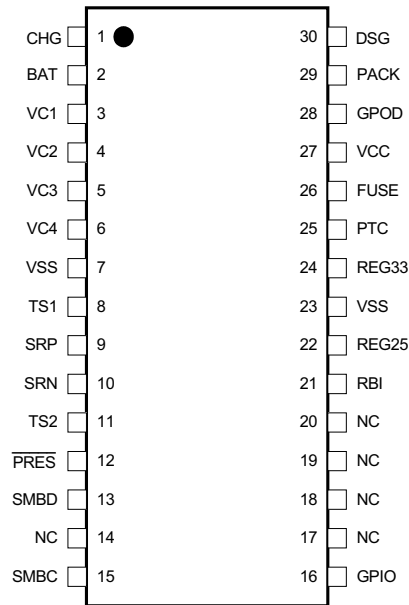 CHG 1 30 DSG
BAT 2 29 PACK
VC1 3 28 GPOD
VC2 4 27 VCC
VC3 5 26 FUSE
VC4 6 25 PTC
VSS 7 24 REG33
TS1 8 23 VSS
SRP 9 22 REG25
SRN 10 21 RBI
TS2 11 20 NC
PRES 12 19 NC
SMBD 13 18 NC
NC 14 17 NC
SMBC 15 16 GPIO